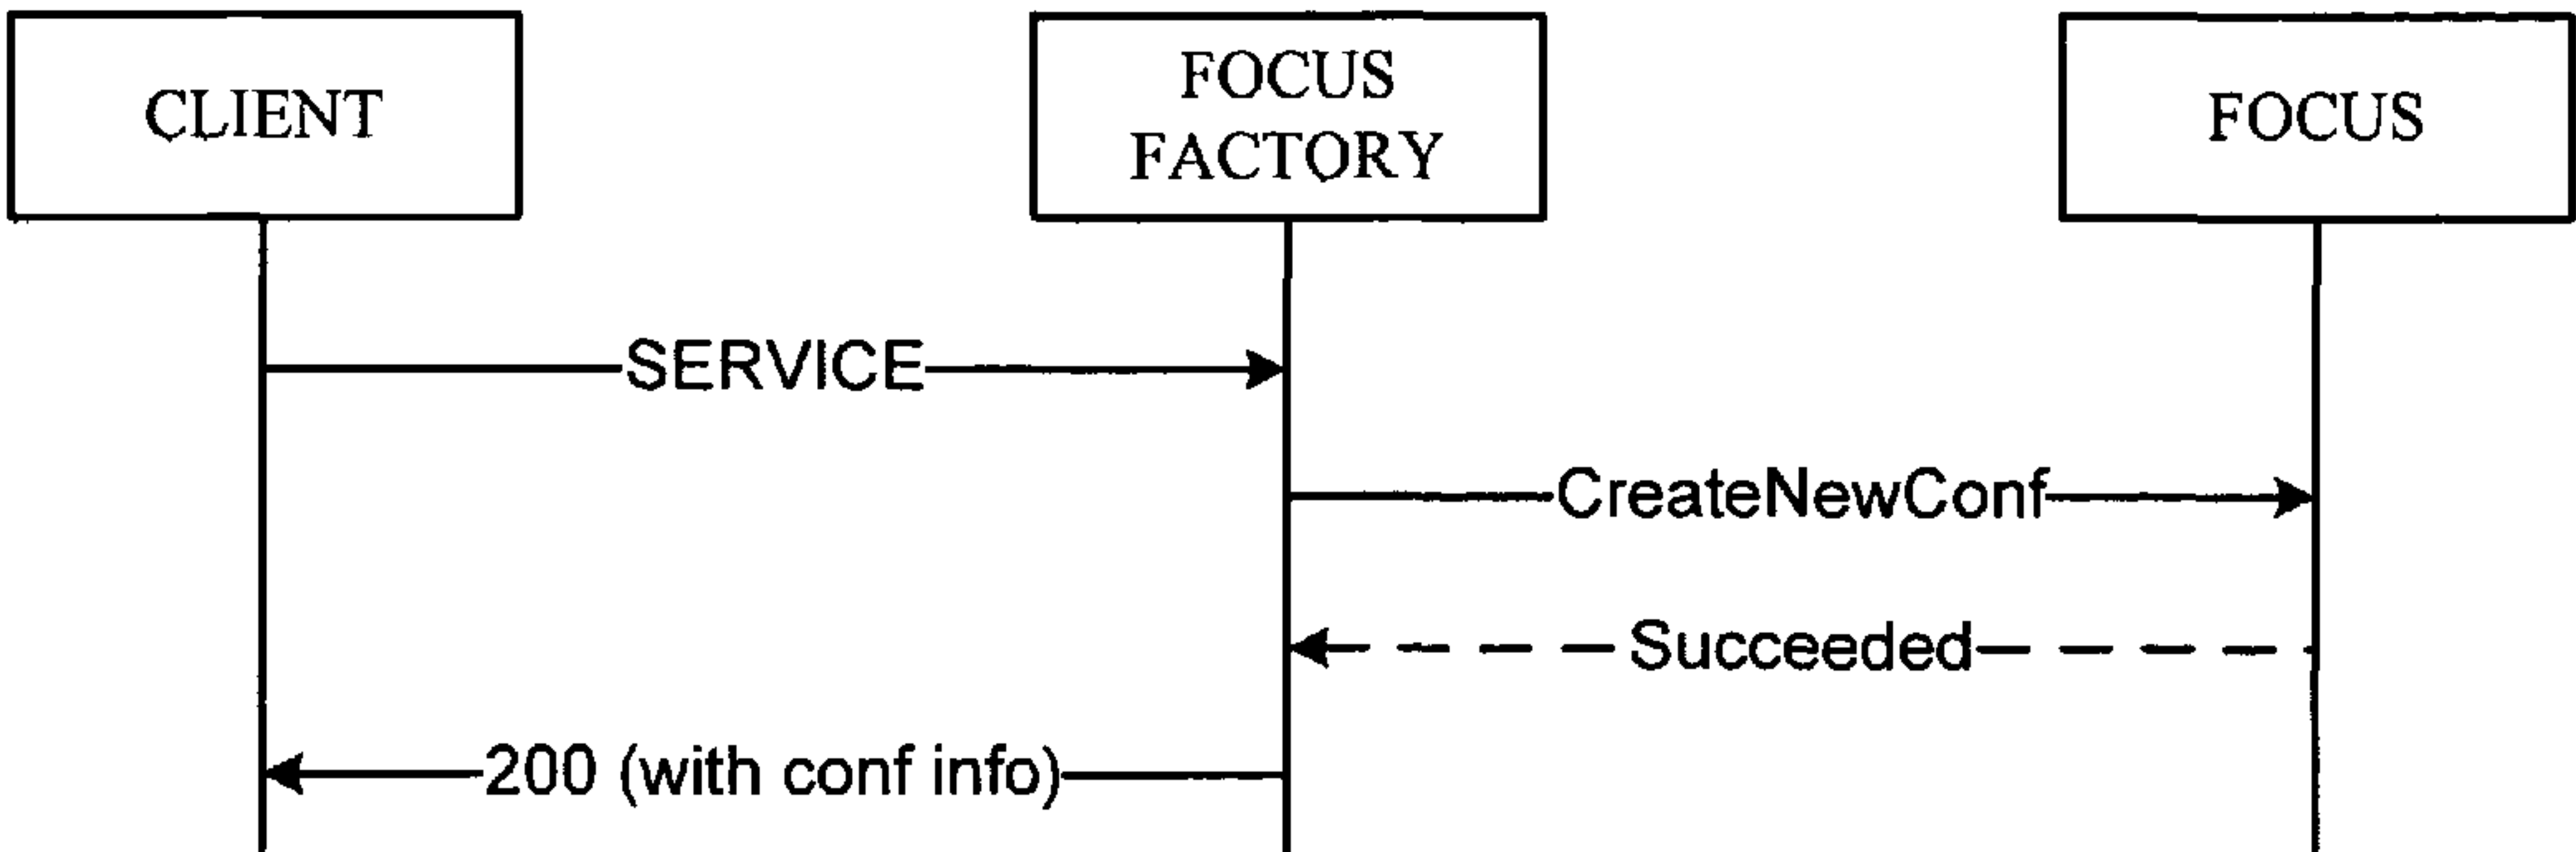 CLIENT
FOCUS
FACTORY
FOCUS
SERVICE
CreateNewConf
Succeeded
200 (with conf info)